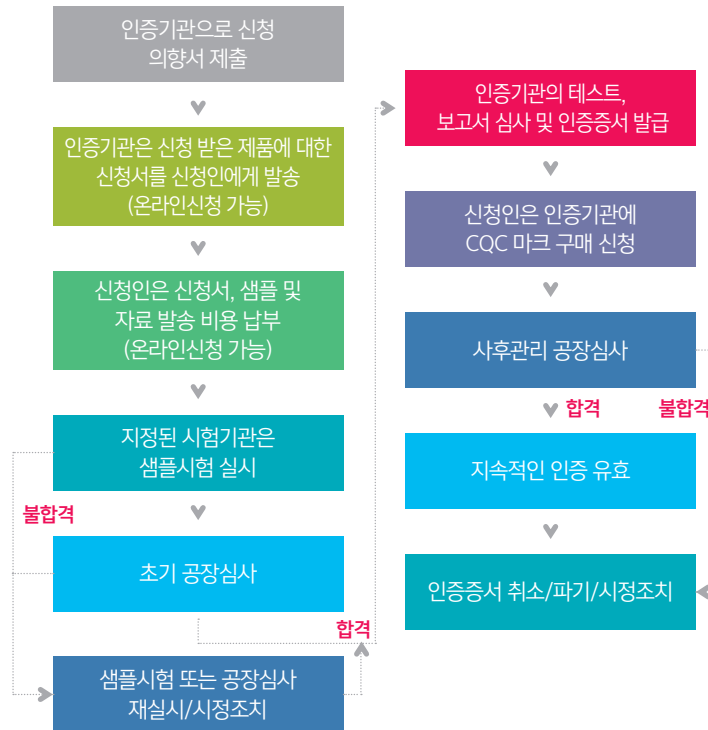 인증기관으로 신청
의향서 제출
인증기관은 신청 받은 제품에 대한
신청서를 신청인에게 발송
(온라인신청 가능)
신청인은 신청서, 샘플 및
자료 발송 비용 납부
(온라인신청 가능)
지정된 시험기관은
샘플시험 실시
불합격
초기 공장심사
합격
샘플시험 또는 공장심사
재실시/시정조치
인증기관의 테스트,
보고서 심사 및 인증증서 발급
신청인은 인증기관에
CQC 마크 구매 신청
사후관리 공장심사
합격
불합격
지속적인 인증 유효
인증증서 취소/파기/시정조치